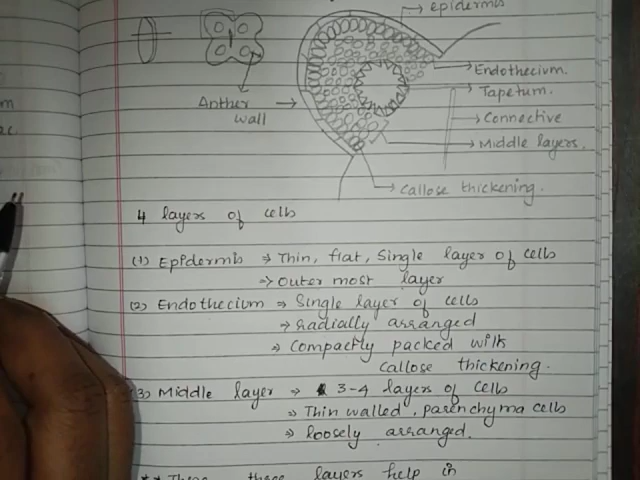 epidermis
Endothecium.
Tapetum.
Connective
Middle layers.
Anther
wall
callose thickening.
4 layers of cells
(1) Epidermis → Thin, flat, Single layer of cells
→ outer most layer
(2) Endothecium → Single layer of cells
→ radially arranged
→ compactly packed with
callose thickening.
(3) Middle layer → 3-4 layers of cells
→ Thin walled, parenchyma cells
→ loosely arranged.
** These three layers help in